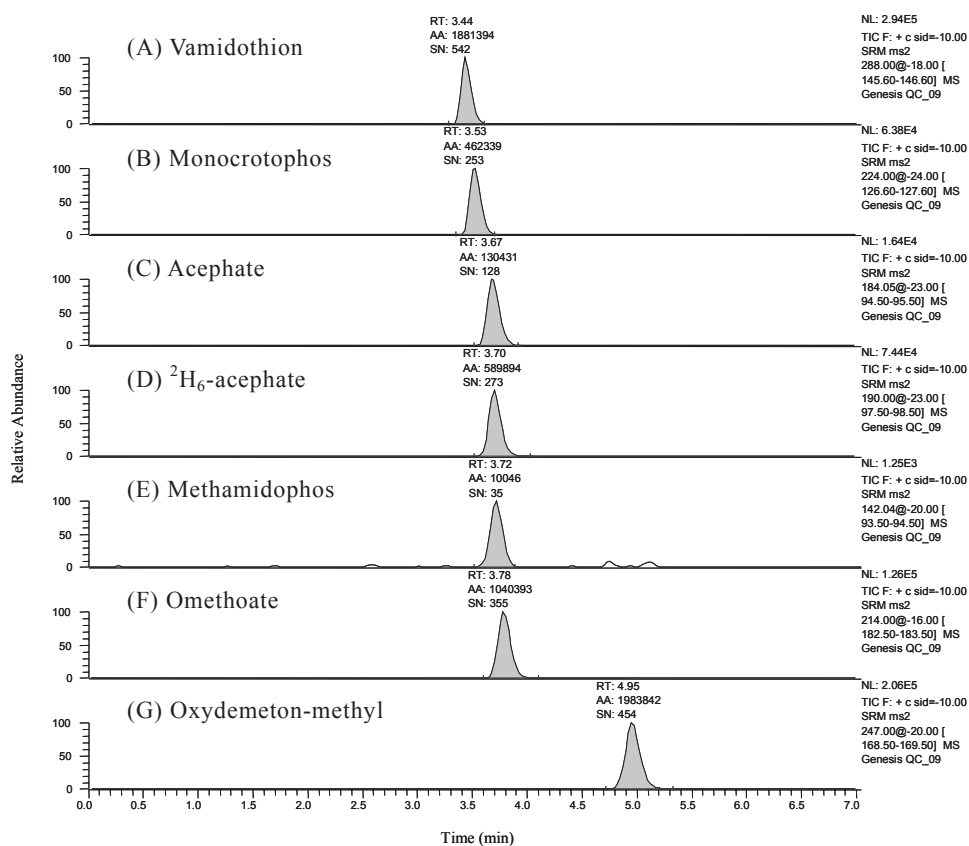 RT: 3.44
AA: 1881394
SN: 542
(A) Vamidothion
100
50
0
NL: 2.94E5
TIC F: + c sid=-10.00
SRM ms2
288.00@-18.00 [
145.60-146.60] MS
Genesis QC_09
RT: 3.53
AA: 462339
SN: 253
(B) Monocrotophos
100
50
0
NL: 6.38E4
TIC F: + c sid=-10.00
SRM ms2
224.00@-24.00 [
126.60-127.60] MS
Genesis QC_09
RT: 3.67
AA: 130431
SN: 128
(C) Acephate
100
50
0
NL: 1.64E4
TIC F: + c sid=-10.00
SRM ms2
184.05@-23.00 [
94.50-95.50] MS
Genesis QC_09
RT: 3.70
AA: 589894
SN: 273
(D) ²H₆-acephate
100
50
0
NL: 7.44E4
TIC F: + c sid=-10.00
SRM ms2
190.00@-23.00 [
97.50-98.50] MS
Genesis QC_09
RT: 3.72
AA: 10046
SN: 35
(E) Methamidophos
100
50
0
NL: 1.25E3
TIC F: + c sid=-10.00
SRM ms2
142.04@-20.00 [
93.50-94.50] MS
Genesis QC_09
RT: 3.78
AA: 1040393
SN: 355
(F) Omethoate
100
50
0
NL: 1.26E5
TIC F: + c sid=-10.00
SRM ms2
214.00@-16.00 [
182.50-183.50] MS
Genesis QC_09
RT: 4.95
AA: 1983842
SN: 454
(G) Oxydemeton-methyl
100
50
0
NL: 2.06E5
TIC F: + c sid=-10.00
SRM ms2
247.00@-20.00 [
168.50-169.50] MS
Genesis QC_09
Relative Abundance
0.0 0.5 1.0 1.5 2.0 2.5 3.0 3.5 4.0 4.5 5.0 5.5 6.0 6.5 7.0
Time (min)